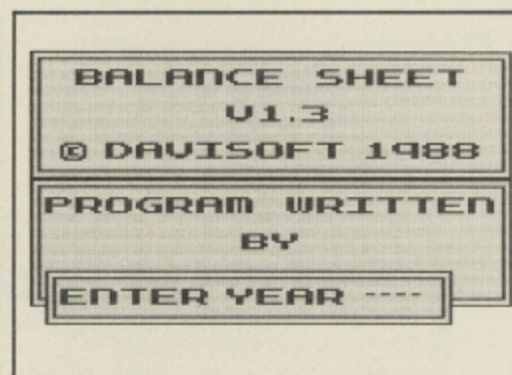 BALANCE SHEET
V1.3
© DAVISOFT 1988
PROGRAM WRITTEN
BY
ENTER YEAR ----